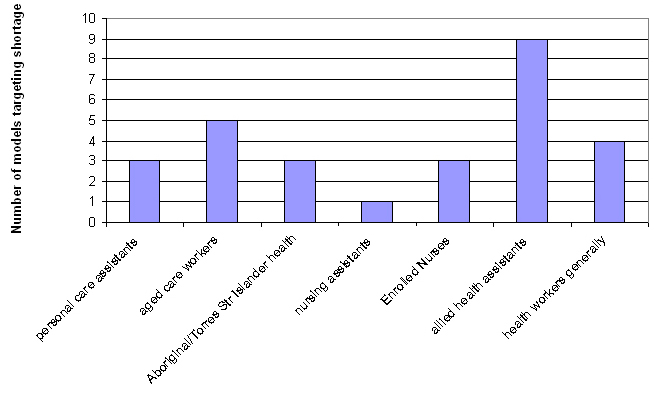 Number of models targeting shortage
10
9
8
7
6
5
4
3
2
1
0
personal care assistants
aged care workers
Aboriginal/Torres Str Islander health
nursing assistants
Enrolled Nurses
allied health assistants
health workers generally